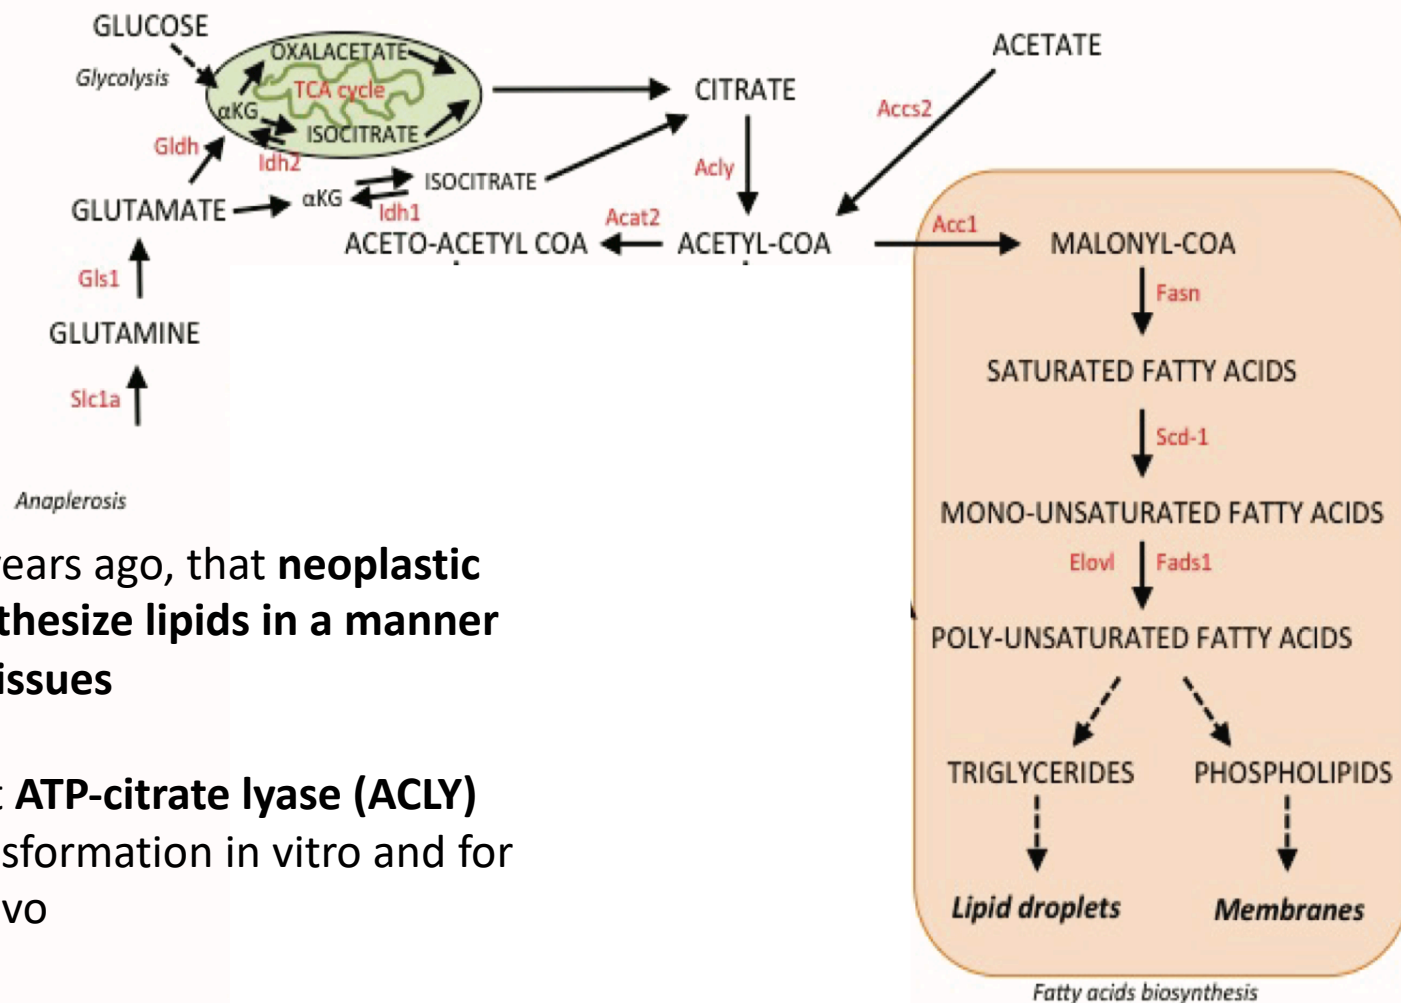 GLUCOSE
Glycolysis
OXALACETATE
TCA cycle
αKG
ISOCITRATE
Gldh
Idh2
GLUTAMATE
αKG
ISOCITRATE
Idh1
Gls1
GLUTAMINE
Slc1a
Anaplerosis
CITRATE
ACETATE
Accs2
Acly
Acat2
ACETO-ACETYL COA
ACETYL-COA
Acc1
MALONYL-COA
Fasn
SATURATED FATTY ACIDS
Scd-1
MONO-UNSATURATED FATTY ACIDS
Elovl
Fads1
POLY-UNSATURATED FATTY ACIDS
TRIGLYCERIDES
PHOSPHOLIPIDS
Lipid droplets
Membranes
Fatty acids biosynthesis
years ago, that neoplastic
thesize lipids in a manner
issues
t ATP-citrate lyase (ACLY)
sformation in vitro and for
vo